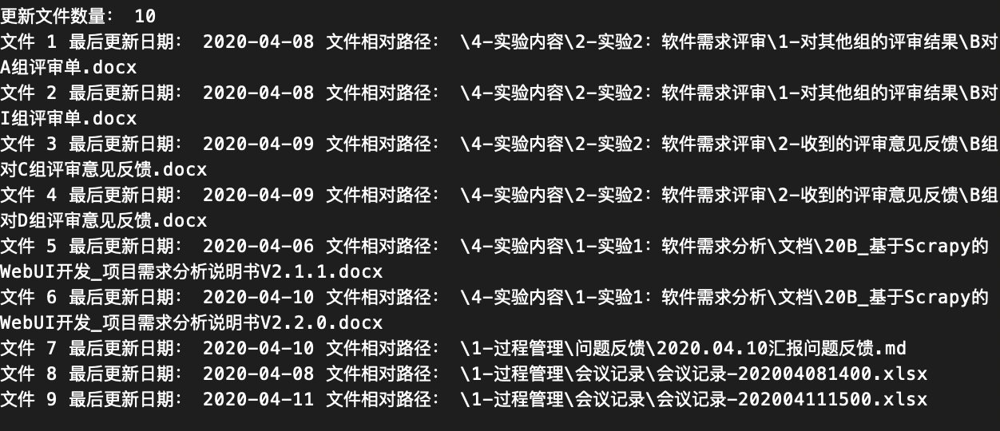 更新文件数量： 10
文件 1 最后更新日期： 2020-04-08 文件相对路径： \4-实验内容\2-实验2：软件需求评审\1-对其他组的评审结果\B对
A组评审单.docx
文件 2 最后更新日期： 2020-04-08 文件相对路径： \4-实验内容\2-实验2：软件需求评审\1-对其他组的评审结果\B对
I组评审单.docx
文件 3 最后更新日期： 2020-04-09 文件相对路径： \4-实验内容\2-实验2：软件需求评审\2-收到的评审意见反馈\B组
对C组评审意见反馈.docx
文件 4 最后更新日期： 2020-04-09 文件相对路径： \4-实验内容\2-实验2：软件需求评审\2-收到的评审意见反馈\B组
对D组评审意见反馈.docx
文件 5 最后更新日期： 2020-04-06 文件相对路径： \4-实验内容\1-实验1：软件需求分析\文档\20B_基于Scrapy的
WebUI开发_项目需求分析说明书V2.1.1.docx
文件 6 最后更新日期： 2020-04-10 文件相对路径： \4-实验内容\1-实验1：软件需求分析\文档\20B_基于Scrapy的
WebUI开发_项目需求分析说明书V2.2.0.docx
文件 7 最后更新日期： 2020-04-10 文件相对路径： \1-过程管理\问题反馈\2020.04.10汇报问题反馈.md
文件 8 最后更新日期： 2020-04-08 文件相对路径： \1-过程管理\会议记录\会议记录-202004081400.xlsx
文件 9 最后更新日期： 2020-04-11 文件相对路径： \1-过程管理\会议记录\会议记录-202004111500.xlsx